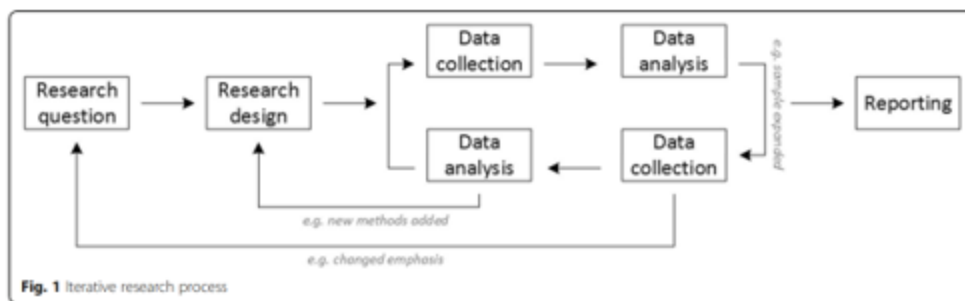 Research
question
Research
design
Data
collection
Data
analysis
Data
analysis
Data
collection
e.g. sample expanded
Reporting
e.g. new methods added
e.g. changed emphasis
Fig. 1 Iterative research process